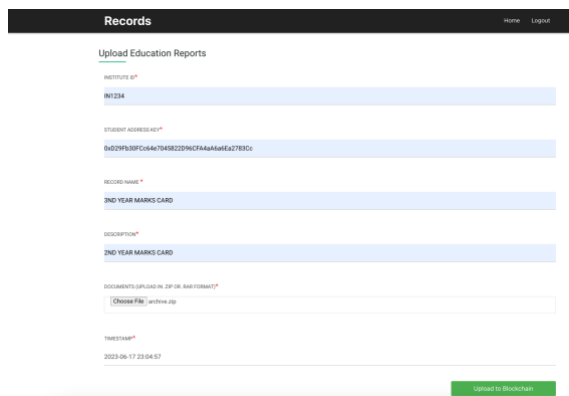 Records
Home Logout
Upload Education Reports
INSTITUTE ID*
IN1234
STUDENT ADDRESS KEY*
0xD29Fb30FCc64e7045822D96CFA4aA6a6Ea2783Cc
RECORD NAME *
3ND YEAR MARKS CARD
DESCRIPTION*
2ND YEAR MARKS CARD
DOCUMENTS (UPLOAD IN .ZIP OR .RAR FORMAT)*
Choose File archive.zip
TIMESTAMP*
2023-06-17 23:04:57
Upload to Blockchain